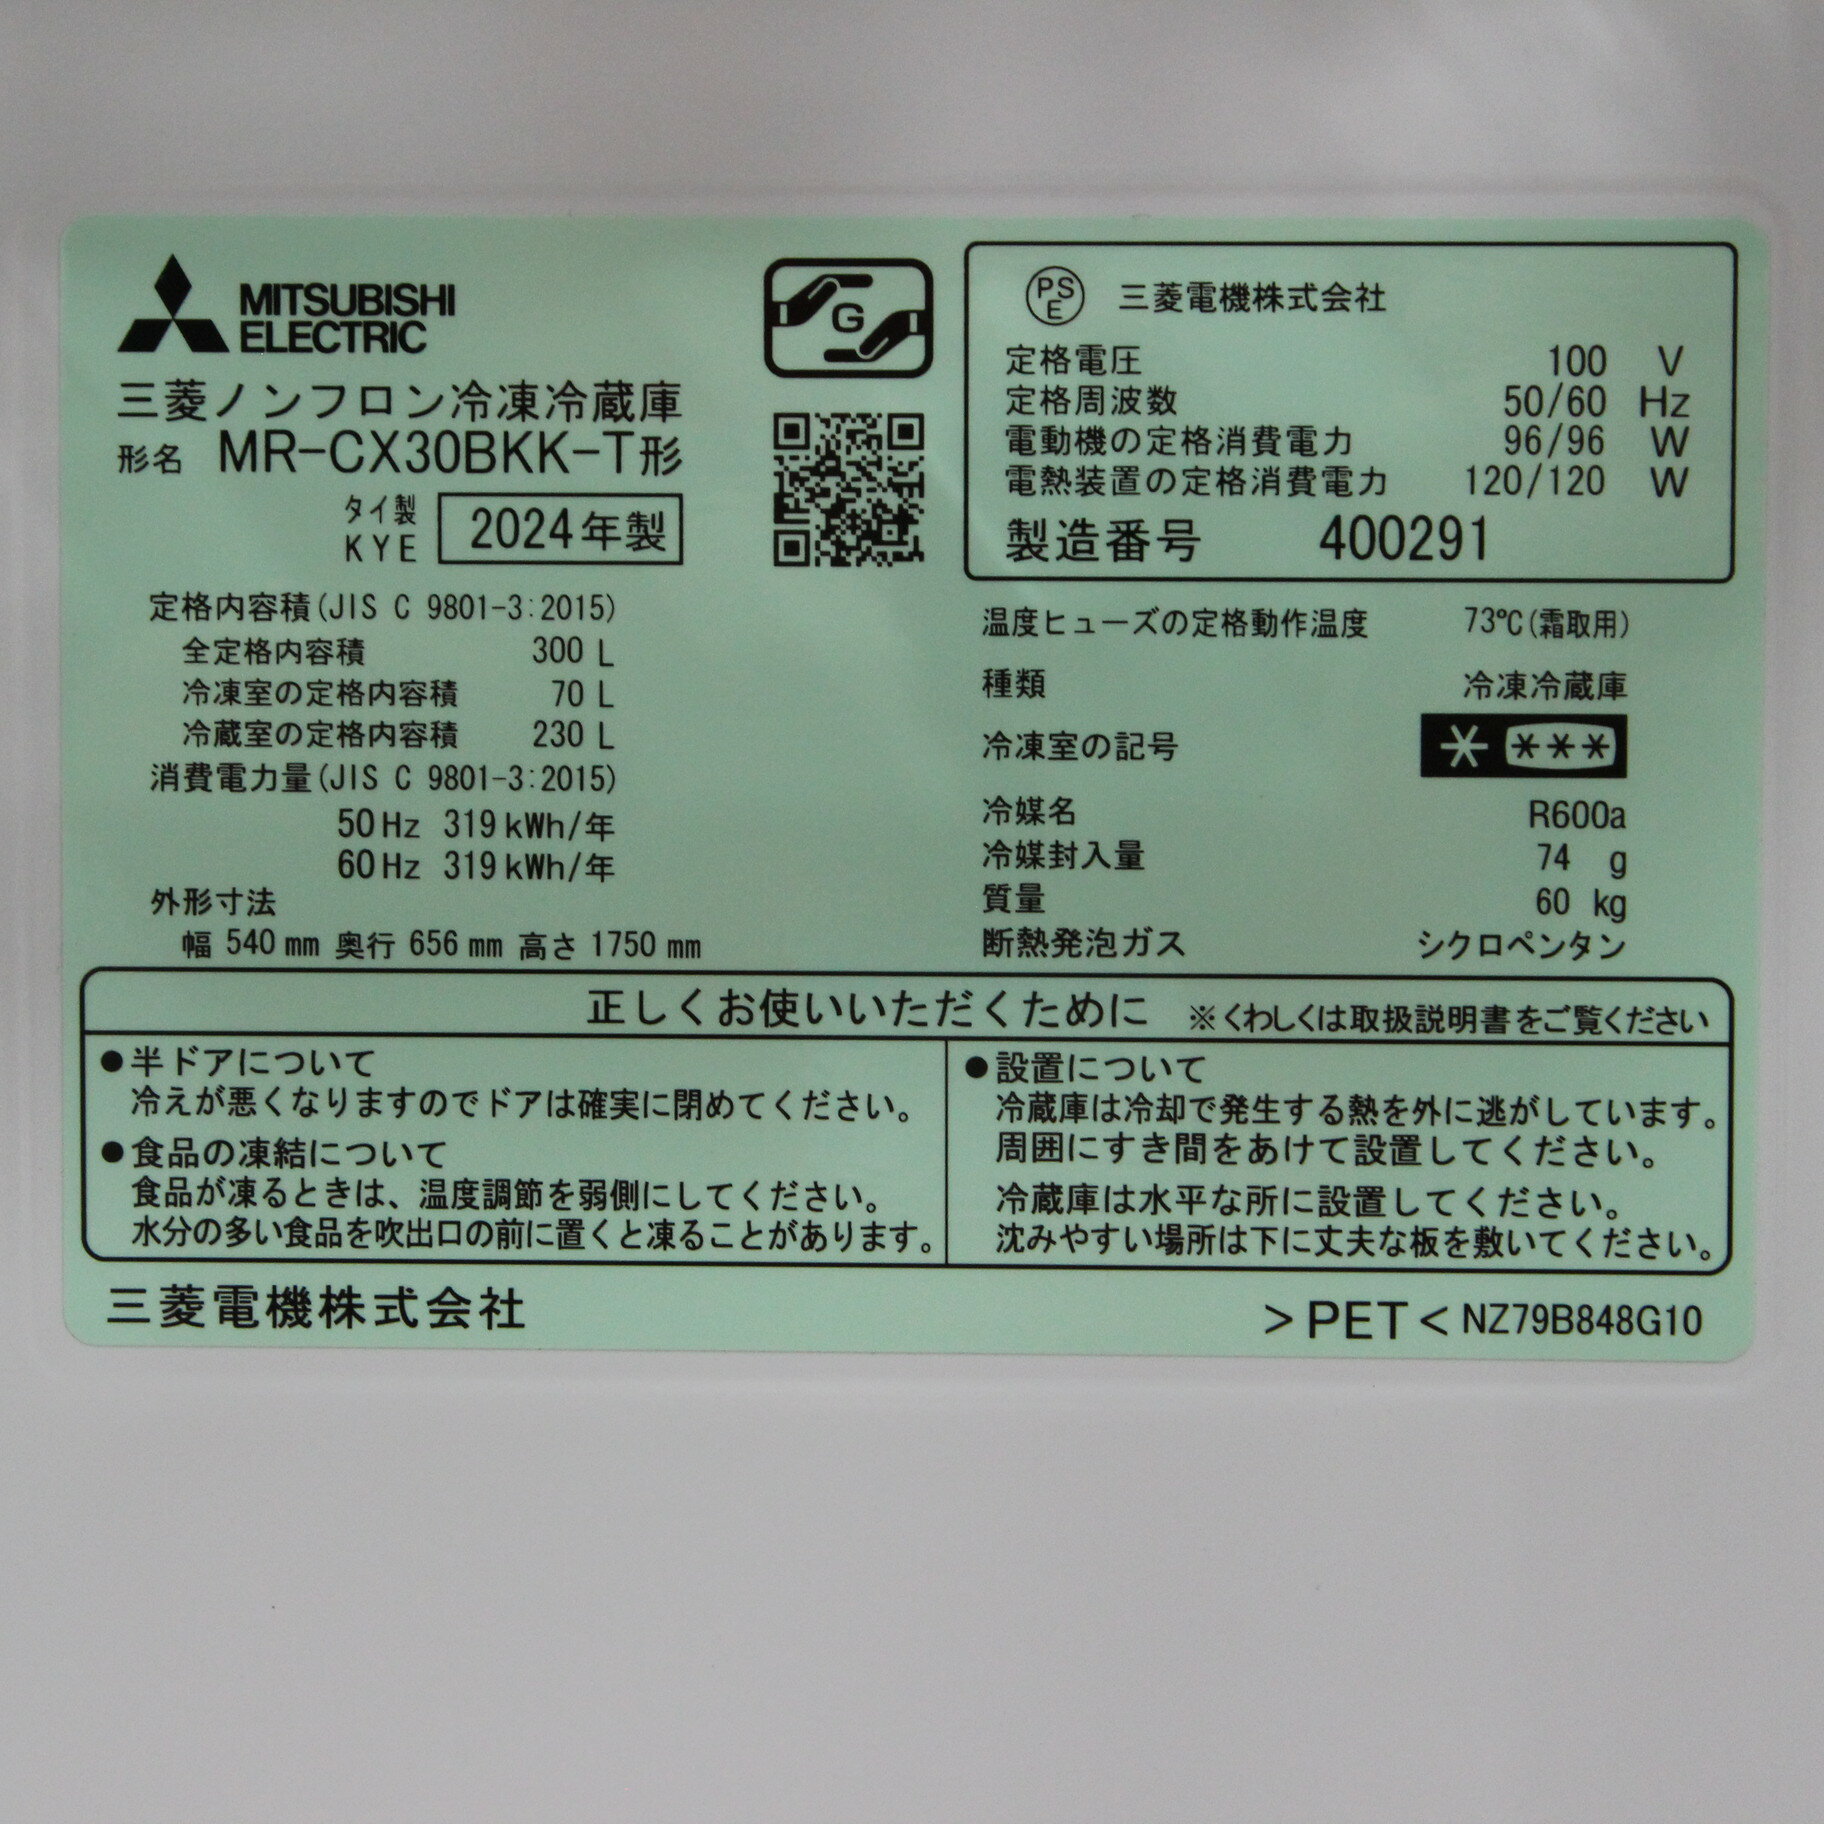 MITSUBISHI
ELECTRIC
三菱ノンフロン冷凍冷蔵庫
形名 MR-CX30BKK-T形
タイ製
KYE
2024年製
G
定格内容積(JIS C 9801-3:2015)
全定格内容積 300 L
冷凍室の定格内容積 70 L
冷蔵室の定格内容積 230 L
消費電力量(JIS C 9801-3:2015)
50Hz 319kWh/年
60Hz 319kWh/年
外形寸法
幅 540 mm 奥行 656 mm 高さ 1750 mm
PSE 三菱電機株式会社
定格電圧 100 V
定格周波数 50/60 Hz
電動機の定格消費電力 96/96 W
電熱装置の定格消費電力 120/120 W
製造番号 400291
温度ヒューズの定格動作温度 73℃(霜取用)
種類 冷凍冷蔵庫
冷凍室の記号 * ***
冷媒名 R600a
冷媒封入量 74 g
質量 60 kg
断熱発泡ガス シクロペンタン
正しくお使いいただくために ※くわしくは取扱説明書をご覧ください
●半ドアについて
冷えが悪くなりますのでドアは確実に閉めてください。
●食品の凍結について
食品が凍るときは、温度調節を弱側にしてください。
水分の多い食品を吹出口の前に置くと凍ることがあります。
●設置について
冷蔵庫は冷却で発生する熱を外に逃がしています。
周囲にすき間をあけて設置してください。
冷蔵庫は水平な所に設置してください。
沈みやすい場所は下に丈夫な板を敷いてください。
三菱電機株式会社
>PET< NZ79B848G10